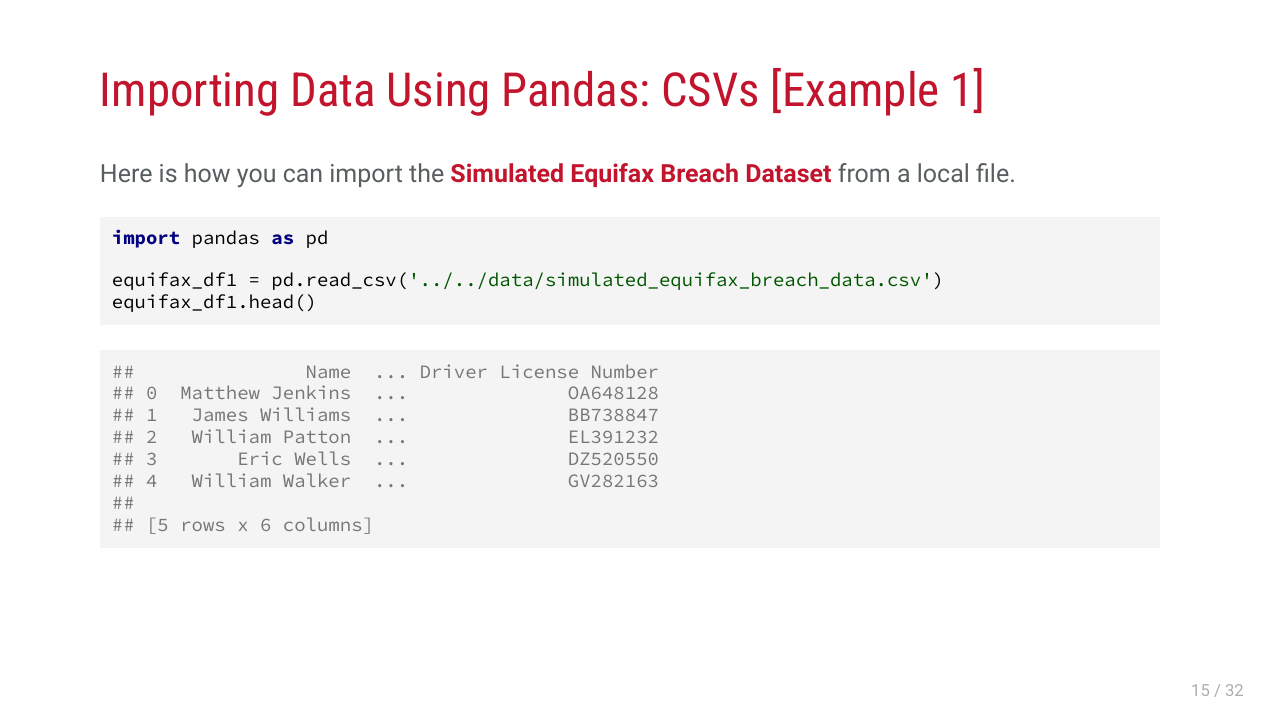 Importing Data Using Pandas: CSVs [Example 1]
Here is how you can import the Simulated Equifax Breach Dataset from a local file.
import pandas as pd
equifax_df1 = pd.read_csv('../../data/simulated_equifax_breach_data.csv')
equifax_df1.head()
##               Name  ... Driver License Number
## 0  Matthew Jenkins  ...              OA648128
## 1   James Williams  ...              BB738847
## 2   William Patton  ...              EL391232
## 3       Eric Wells  ...              DZ520550
## 4   William Walker  ...              GV282163
##
## [5 rows x 6 columns]
15 / 32